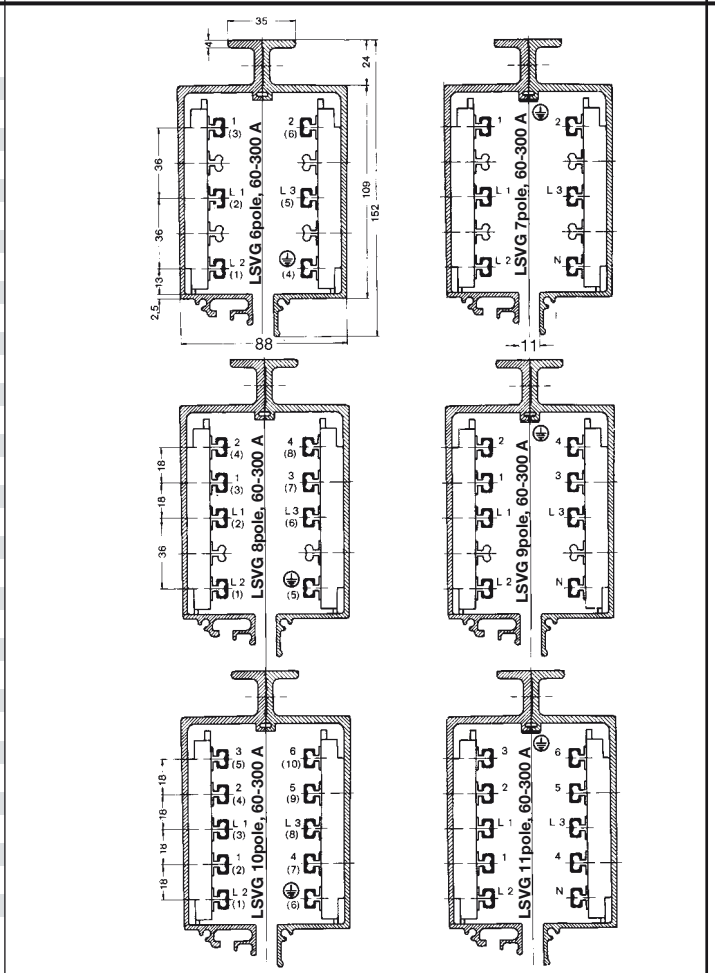 35
4
24
1
(3)
2
(6)
36
L 1
(2)
L 3
(5)
36
L 2
(1)
(4)
13
2,5
109
152
88
LSVG 6pole, 60-300 A
1
2
L 1
L 3
L 2
N
11
LSVG 7pole, 60-300 A
2
(4)
4
(8)
18
1
(3)
3
(7)
18
L 1
(2)
L 3
(6)
36
L 2
(1)
(5)
LSVG 8pole, 60-300 A
2
4
1
3
L 1
L 3
L 2
N
LSVG 9pole, 60-300 A
3
(5)
6
(10)
18
2
(4)
5
(9)
18
L 1
(3)
L 3
(8)
18
1
(2)
4
(7)
18
L 2
(1)
(6)
LSVG 10pole, 60-300 A
3
6
2
5
L 1
L 3
1
4
L 2
N
LSVG 11pole, 60-300 A